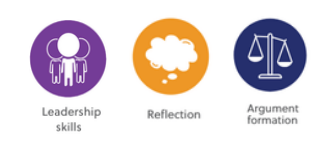 Leadership
skills
Reflection
Argument
formation